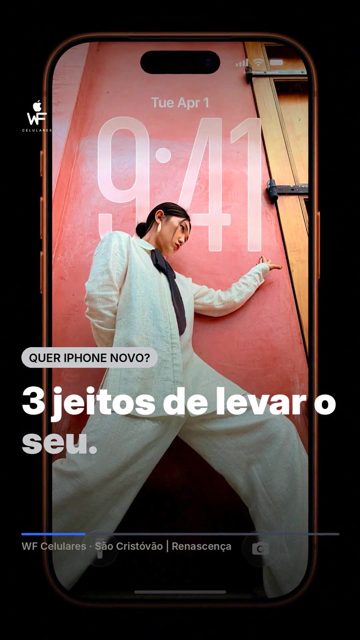 Tue Apr 1
9:41
WF
CELULARES
QUER IPHONE NOVO?
3 jeitos de levar o
seu.
WF Celulares · São Cristóvão | Renascença